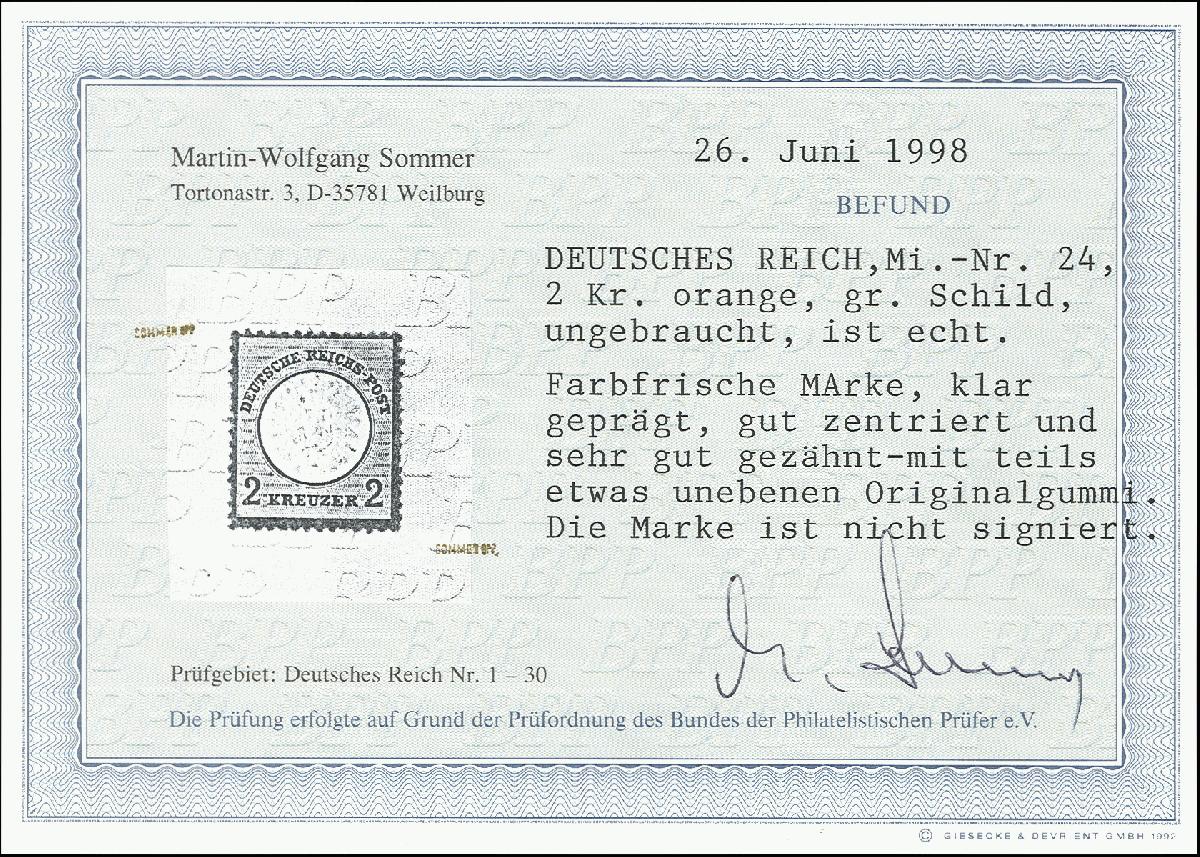 Martin-Wolfgang Sommer
Tortonastr. 3, D-35781 Weilburg
26. Juni 1998
BEFUND
DEUTSCHES REICH,Mi.-Nr. 24,
2 Kr. orange, gr. Schild,
ungebraucht, ist echt.
Farbfrische MArke, klar
geprägt, gut zentriert und
sehr gut gezähnt-mit teils
etwas unebenen Originalgummi.
Die Marke ist nicht signiert.
SOMMER BPP
DEUTSCHE REICHS-POST
2 KREUZER 2
SOMMER BPP
M. Sommer
Prüfgebiet: Deutsches Reich Nr. 1 – 30
Die Prüfung erfolgte auf Grund der Prüfordnung des Bundes der Philatelistischen Prüfer e.V.
© GIESECKE & DEVRIENT GMBH 1992